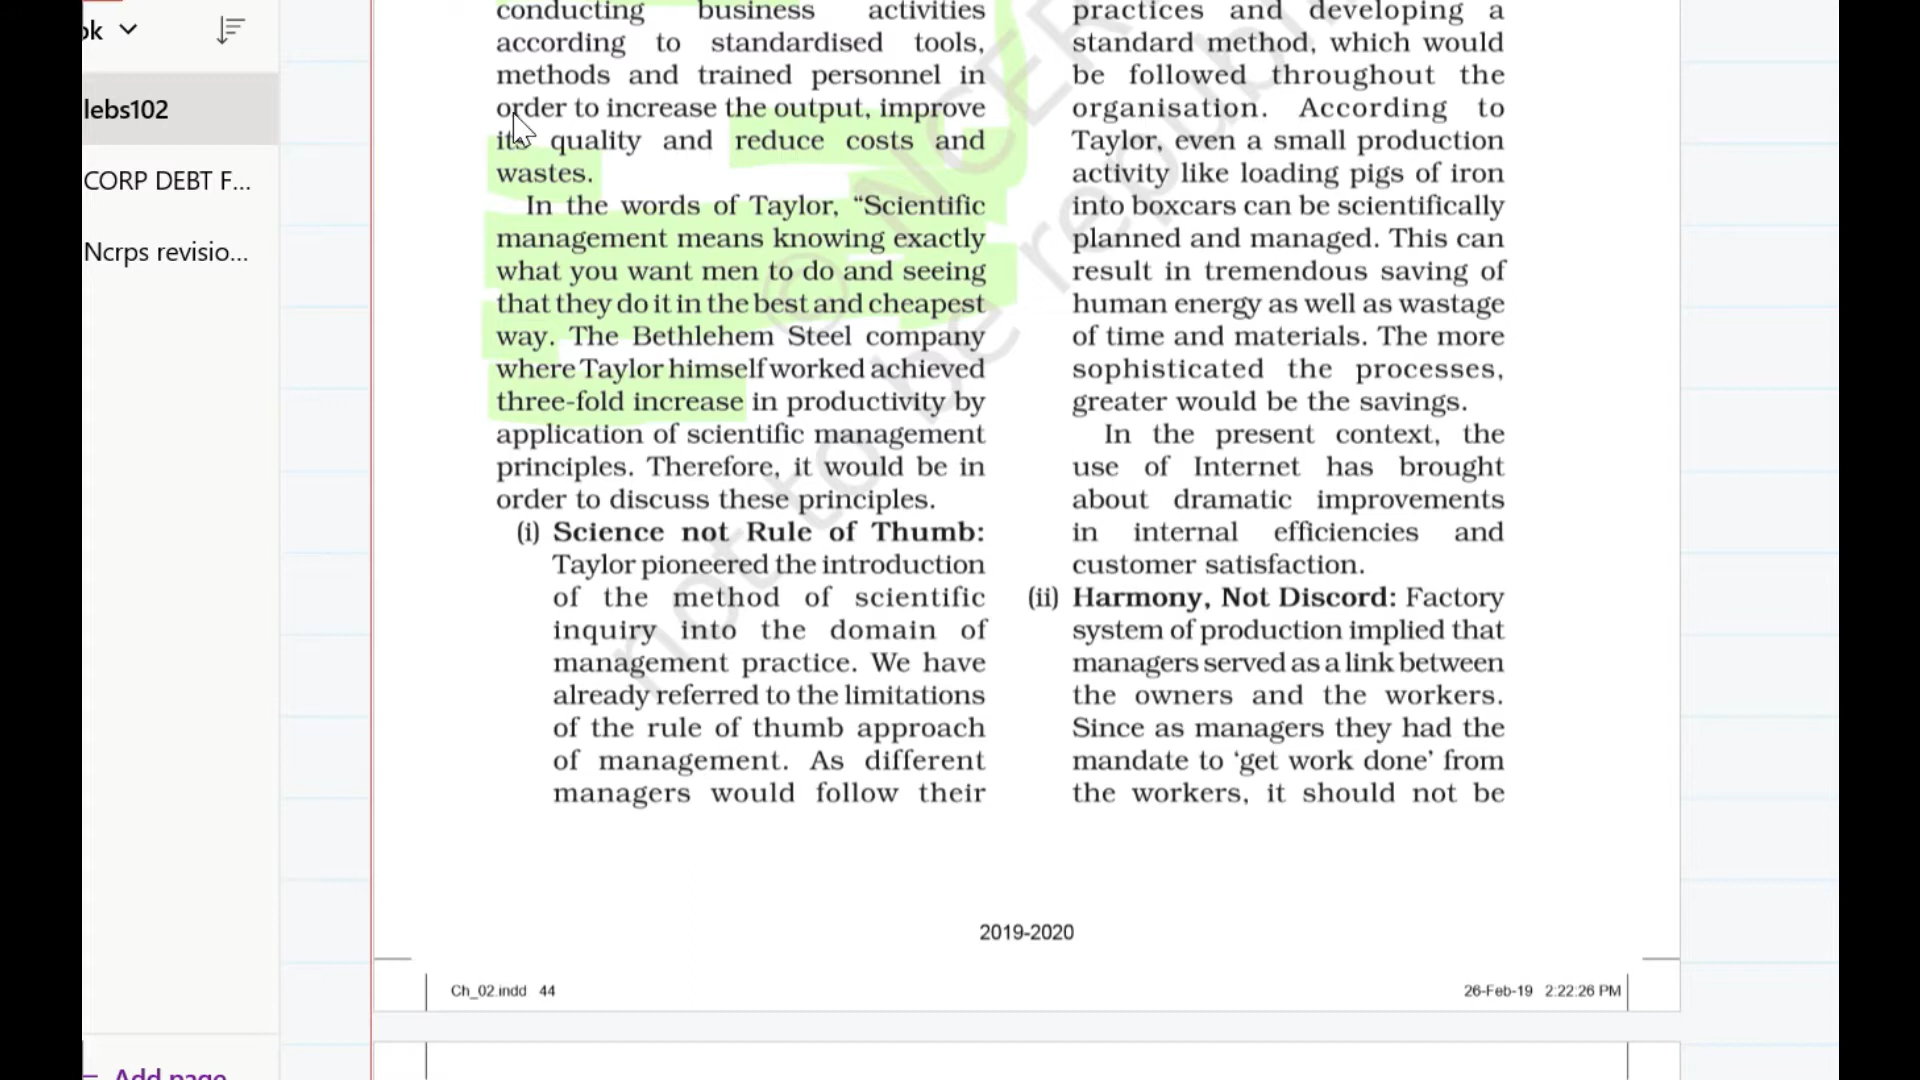 ok
lebs102
CORP DEBT F...
Ncrps revisio...
Add page
conducting business activities
according to standardised tools,
methods and trained personnel in
order to increase the output, improve
its quality and reduce costs and
wastes.
In the words of Taylor, “Scientific
management means knowing exactly
what you want men to do and seeing
that they do it in the best and cheapest
way. The Bethlehem Steel company
where Taylor himself worked achieved
three-fold increase in productivity by
application of scientific management
principles. Therefore, it would be in
order to discuss these principles.
(i) Science not Rule of Thumb:
Taylor pioneered the introduction
of the method of scientific
inquiry into the domain of
management practice. We have
already referred to the limitations
of the rule of thumb approach
of management. As different
managers would follow their
practices and developing a
standard method, which would
be followed throughout the
organisation. According to
Taylor, even a small production
activity like loading pigs of iron
into boxcars can be scientifically
planned and managed. This can
result in tremendous saving of
human energy as well as wastage
of time and materials. The more
sophisticated the processes,
greater would be the savings.
In the present context, the
use of Internet has brought
about dramatic improvements
in internal efficiencies and
customer satisfaction.
(ii) Harmony, Not Discord: Factory
system of production implied that
managers served as a link between
the owners and the workers.
Since as managers they had the
mandate to ‘get work done’ from
the workers, it should not be
© NCER
not to be republi
2019-2020
Ch_02.indd 44
26-Feb-19 2:22:26 PM